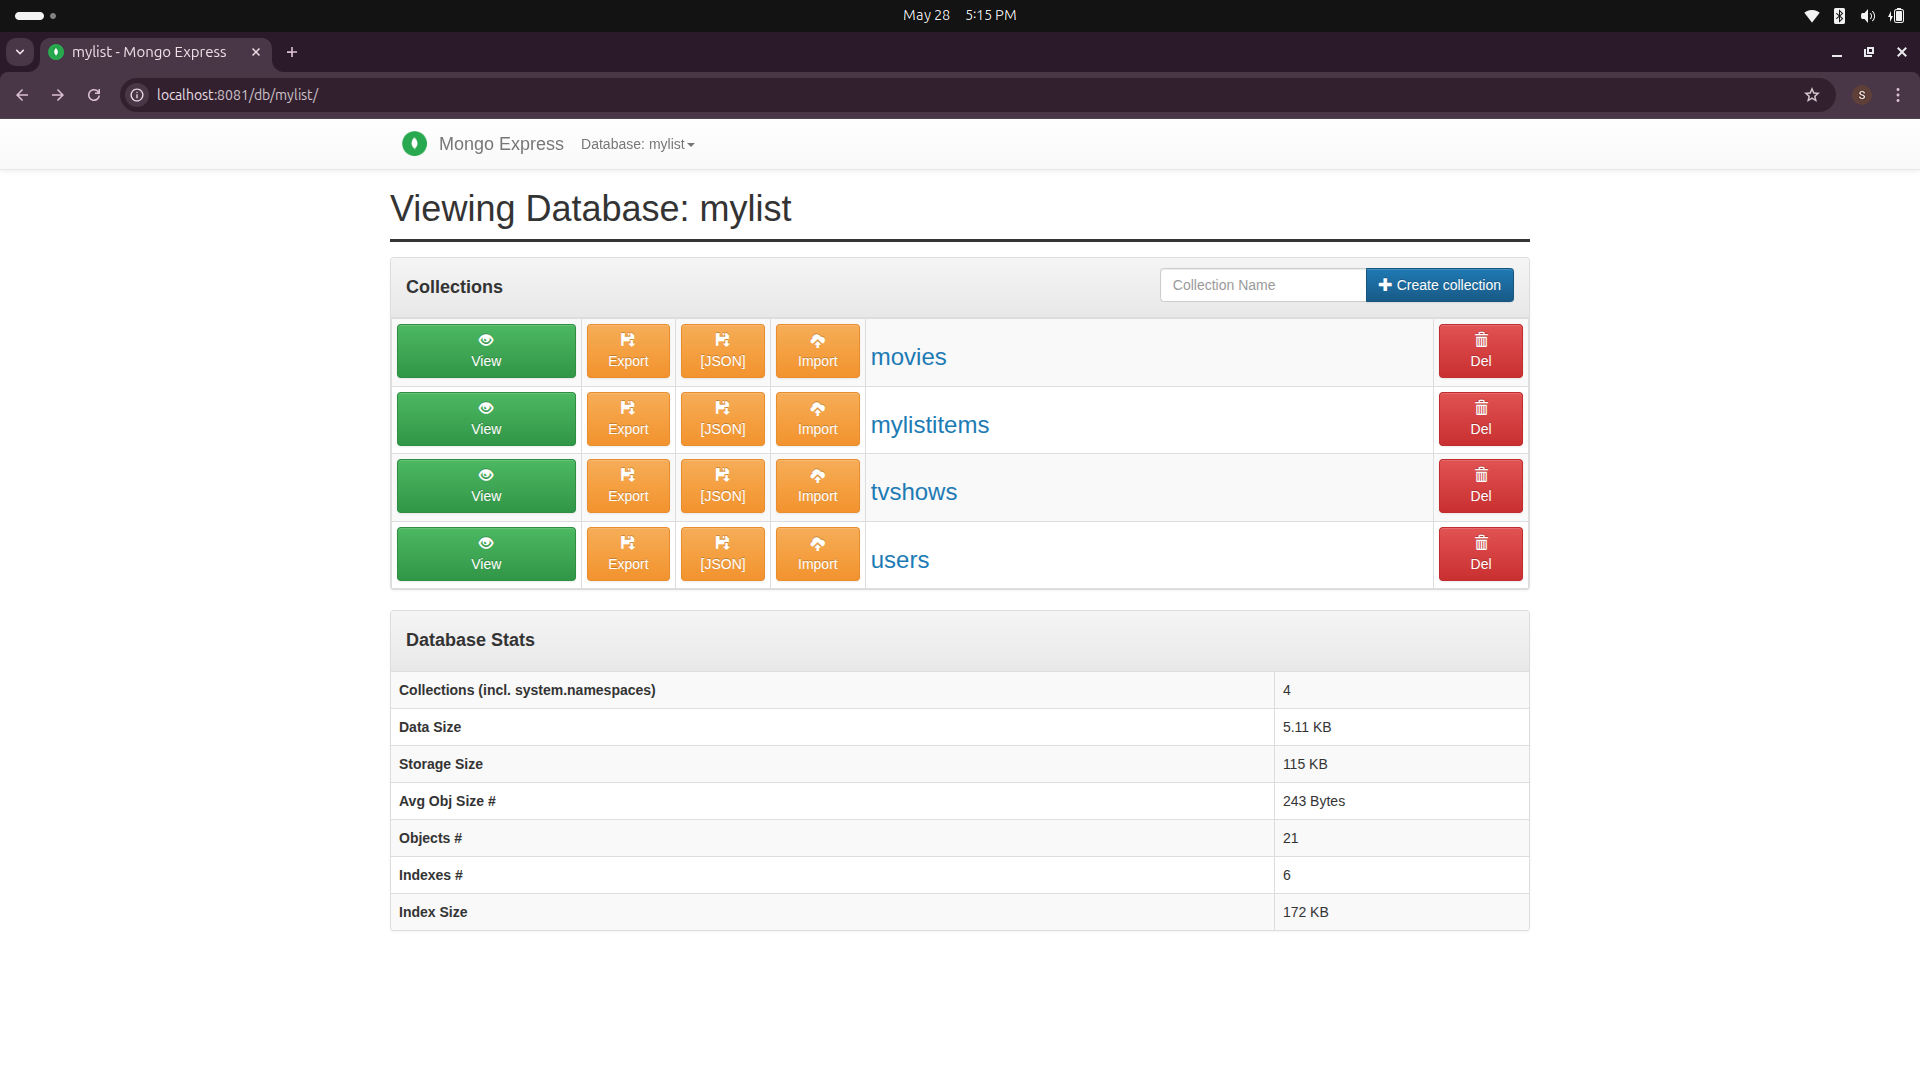 May 28 5:15 PM
mylist - Mongo Express
S
localhost:8081/db/mylist/
Mongo Express Database: mylist
Viewing Database: mylist
Collections
Collection Name Create collection
View Export [JSON] Import movies Del
View Export [JSON] Import mylistitems Del
View Export [JSON] Import tvshows Del
View Export [JSON] Import users Del
Database Stats
Collections (incl. system.namespaces) 4
Data Size 5.11 KB
Storage Size 115 KB
Avg Obj Size # 243 Bytes
Objects # 21
Indexes # 6
Index Size 172 KB